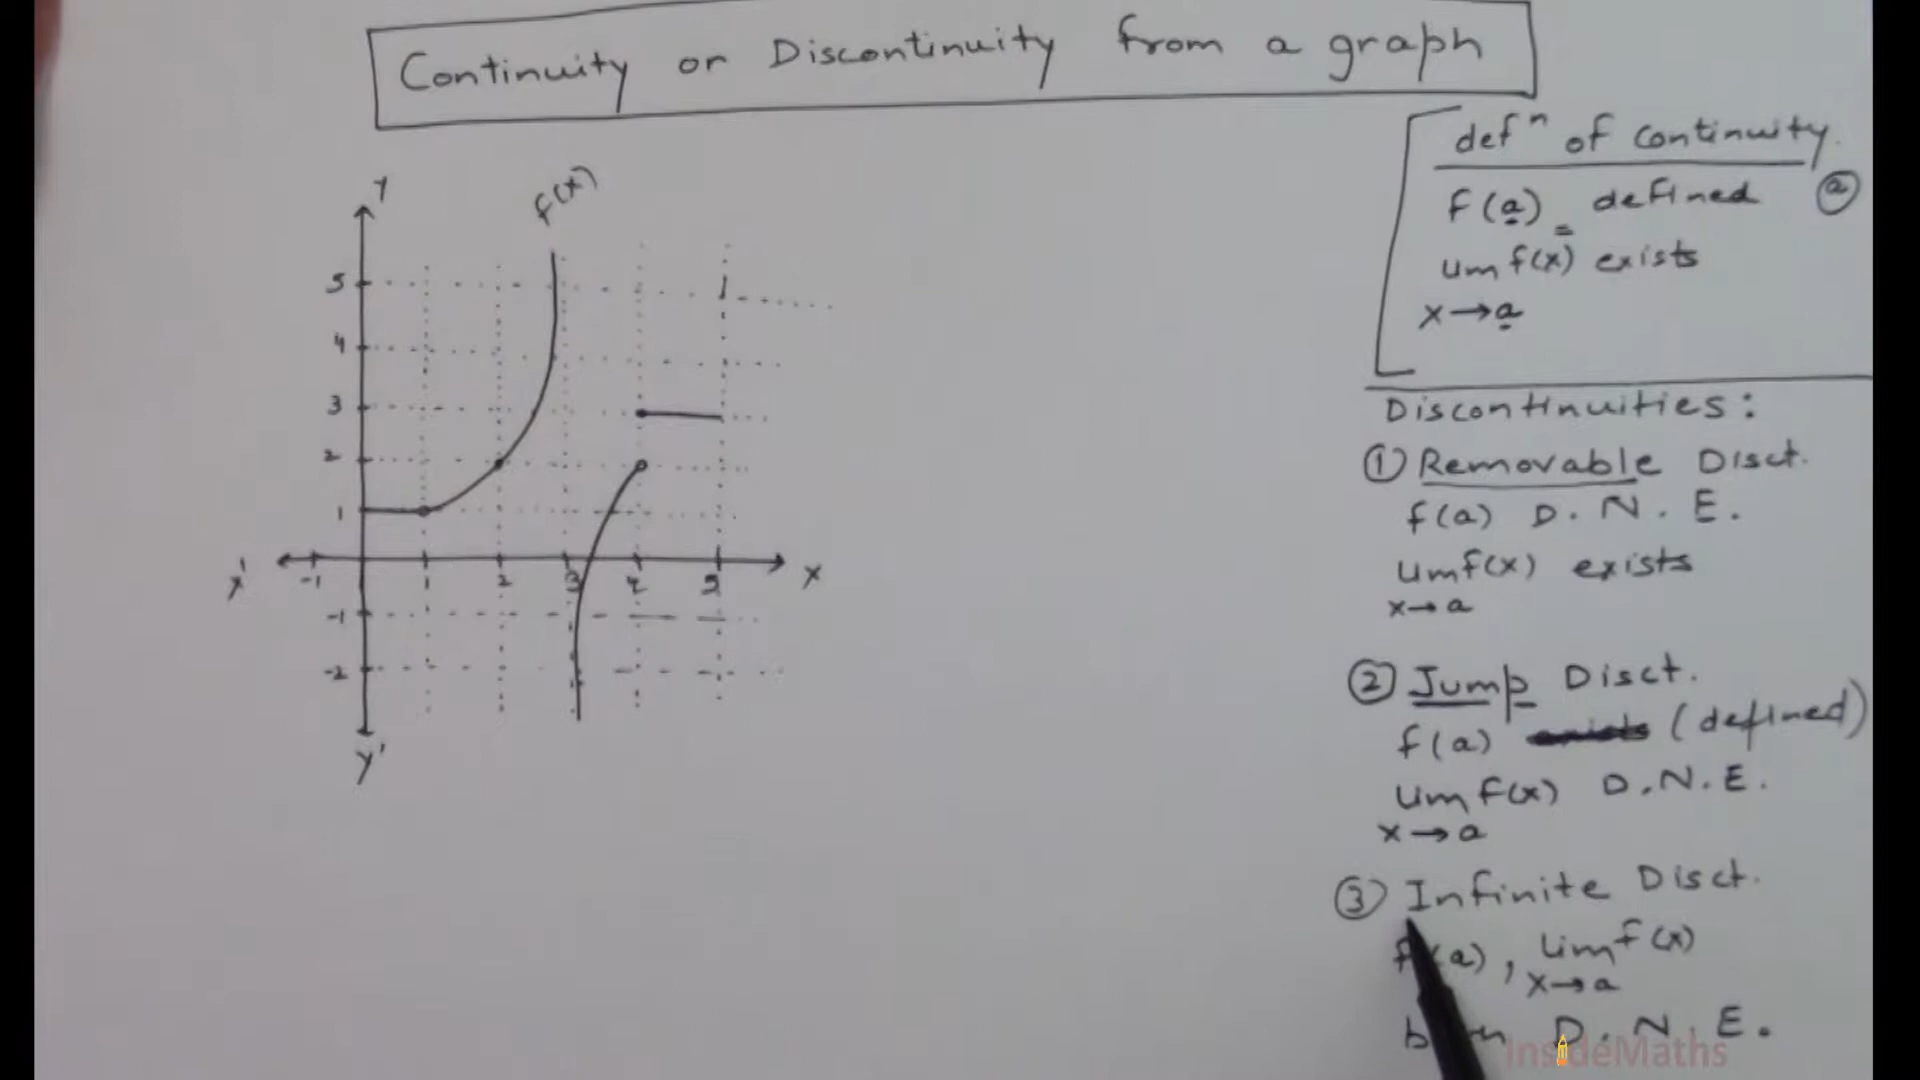 Continuity or Discontinuity from a graph
defⁿ of continuity.
f(a) defined ⓐ
lim f(x) exists
x→a
Discontinuities:
① Removable Disct.
f(a) D.N.E.
lim f(x) exists
x→a
② Jump Disct.
f(a) (defined)
lim f(x) D.N.E.
x→a
③ Infinite Disct.
f(a), lim f(x)
x→a
D.N.E.
Y
f(x)
5
4
3
2
1
X' -1 1 2 3 4 5 X
-1
-2
Y'
InsideMaths